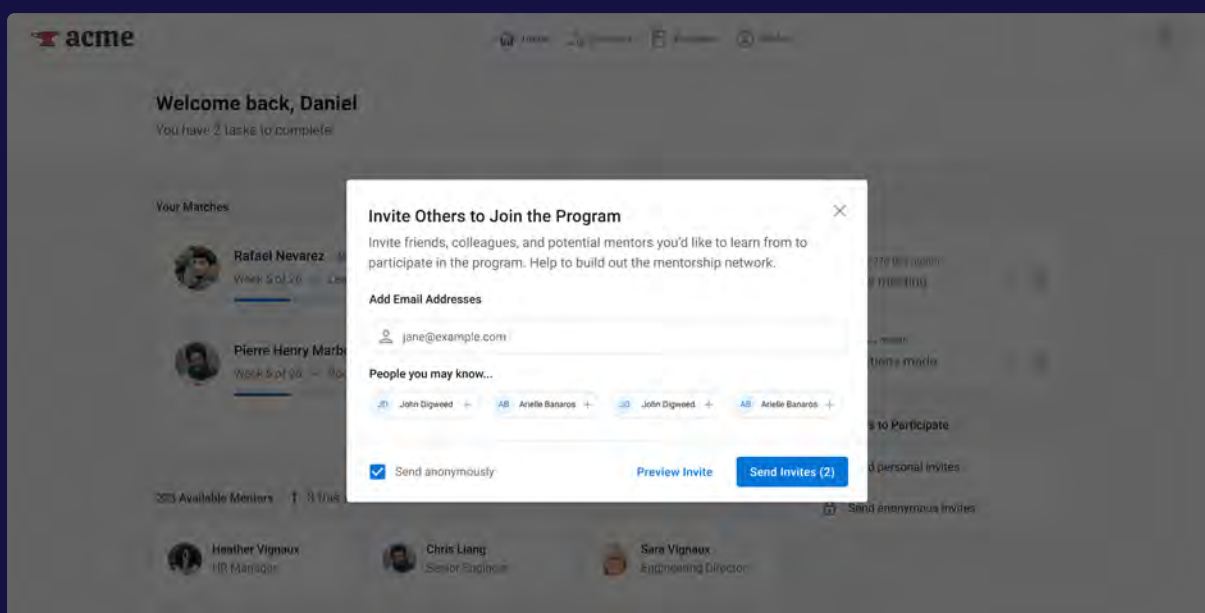 acme
Welcome back, Daniel
You have 2 tasks to complete
Your Matches
Rafael Nevarez
Week 5 of 26
Pierre Henry
Week 5 of 26
Invite Others to Join the Program
Invite friends, colleagues, and potential mentors you'd like to learn from to
participate in the program. Help to build out the mentorship network.
Add Email Addresses
jane@example.com
People you may know...
JD John Digweed + AB Arielle Banaros + JD John Digweed + AB Arielle Banaros +
Send anonymously
Preview Invite
Send Invites (2)
meeting
made
to Participate
personal invites
Send anonymous invites
Available Mentors
Heather Vignaux
HR Manager
Chris Liang
Senior Engineer
Sara Vignaux
Engineering Director